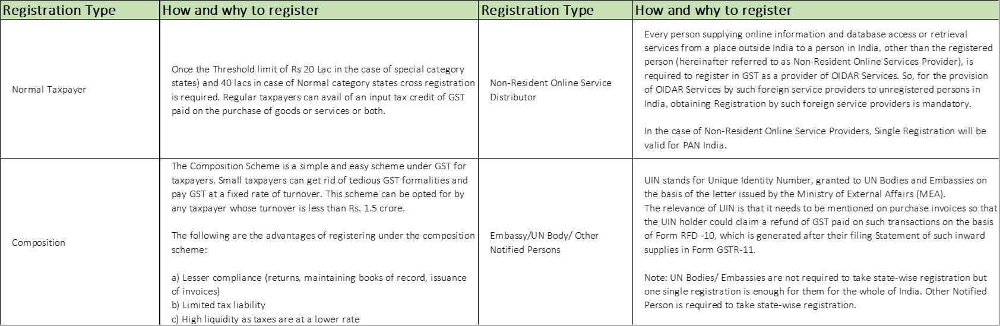 Registration Type
How and why to register
Registration Type
How and why to register
Normal Taxpayer
Once the Threshold limit of Rs 20 Lac in the case of special category
states) and 40 lacs in case of Normal category states cross registration
is required. Regular taxpayers can avail of an input tax credit of GST
paid on the purchase of goods or services or both.
Non-Resident Online Service
Distributor
Every person supplying online information and database access or retrieval
services from a place outside India to a person in India, other than the registered
person (hereinafter referred to as Non-Resident Online Services Provider), is
required to register in GST as a provider of OIDAR Services. So, for the provision
of OIDAR Services by such foreign service providers to unregistered persons in
India, obtaining Registration by such foreign service providers is mandatory.
In the case of Non-Resident Online Service Providers, Single Registration will be
valid for PAN India.
Composition
The Composition Scheme is a simple and easy scheme under GST for
taxpayers. Small taxpayers can get rid of tedious GST formalities and
pay GST at a fixed rate of turnover. This scheme can be opted for by
any taxpayer whose turnover is less than Rs. 1.5 crore.
The following are the advantages of registering under the composition
scheme:
a) Lesser compliance (returns, maintaining books of record, issuance
of invoices)
b) Limited tax liability
c) High liquidity as taxes are at a lower rate
Embassy/UN Body/ Other
Notified Persons
UIN stands for Unique Identity Number, granted to UN Bodies and Embassies on
the basis of the letter issued by the Ministry of External Affairs (MEA).
The relevance of UIN is that it needs to be mentioned on purchase invoices so that
the UIN holder could claim a refund of GST paid on such transactions on the basis
of Form RFD -10, which is generated after their filing Statement of such inward
supplies in Form GSTR-11.
Note: UN Bodies/ Embassies are not required to take state-wise registration but
one single registration is enough for them for the whole of India. Other Notified
Person is required to take state-wise registration.